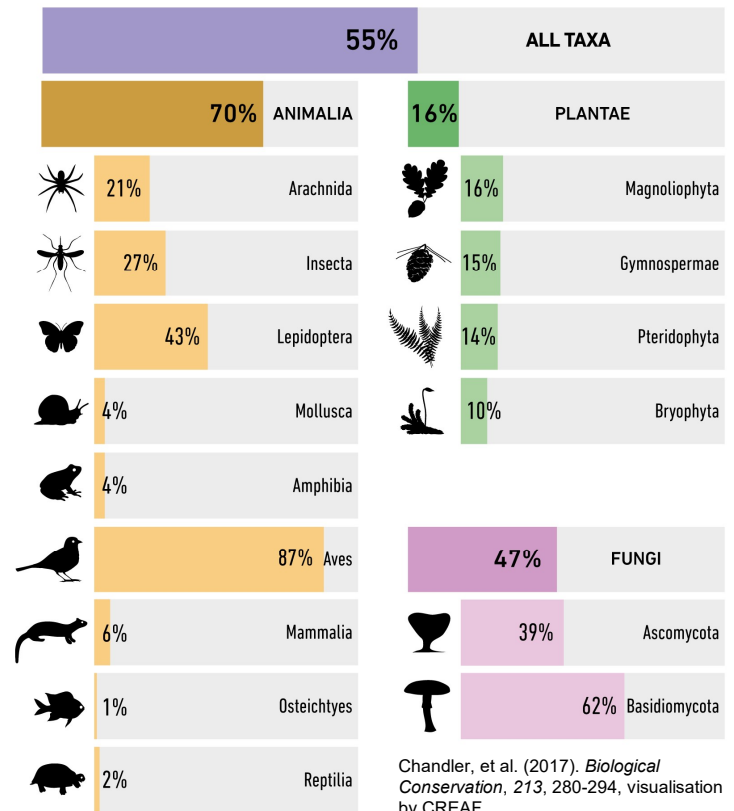 55% ALL TAXA
70% ANIMALIA
21% Arachnida
27% Insecta
43% Lepidoptera
4% Mollusca
4% Amphibia
87% Aves
6% Mammalia
1% Osteichtyes
2% Reptilia
16% PLANTAE
16% Magnoliophyta
15% Gymnospermae
14% Pteridophyta
10% Bryophyta
47% FUNGI
39% Ascomycota
62% Basidiomycota
Chandler, et al. (2017). Biological
Conservation, 213, 280-294, visualisation
by CREAF